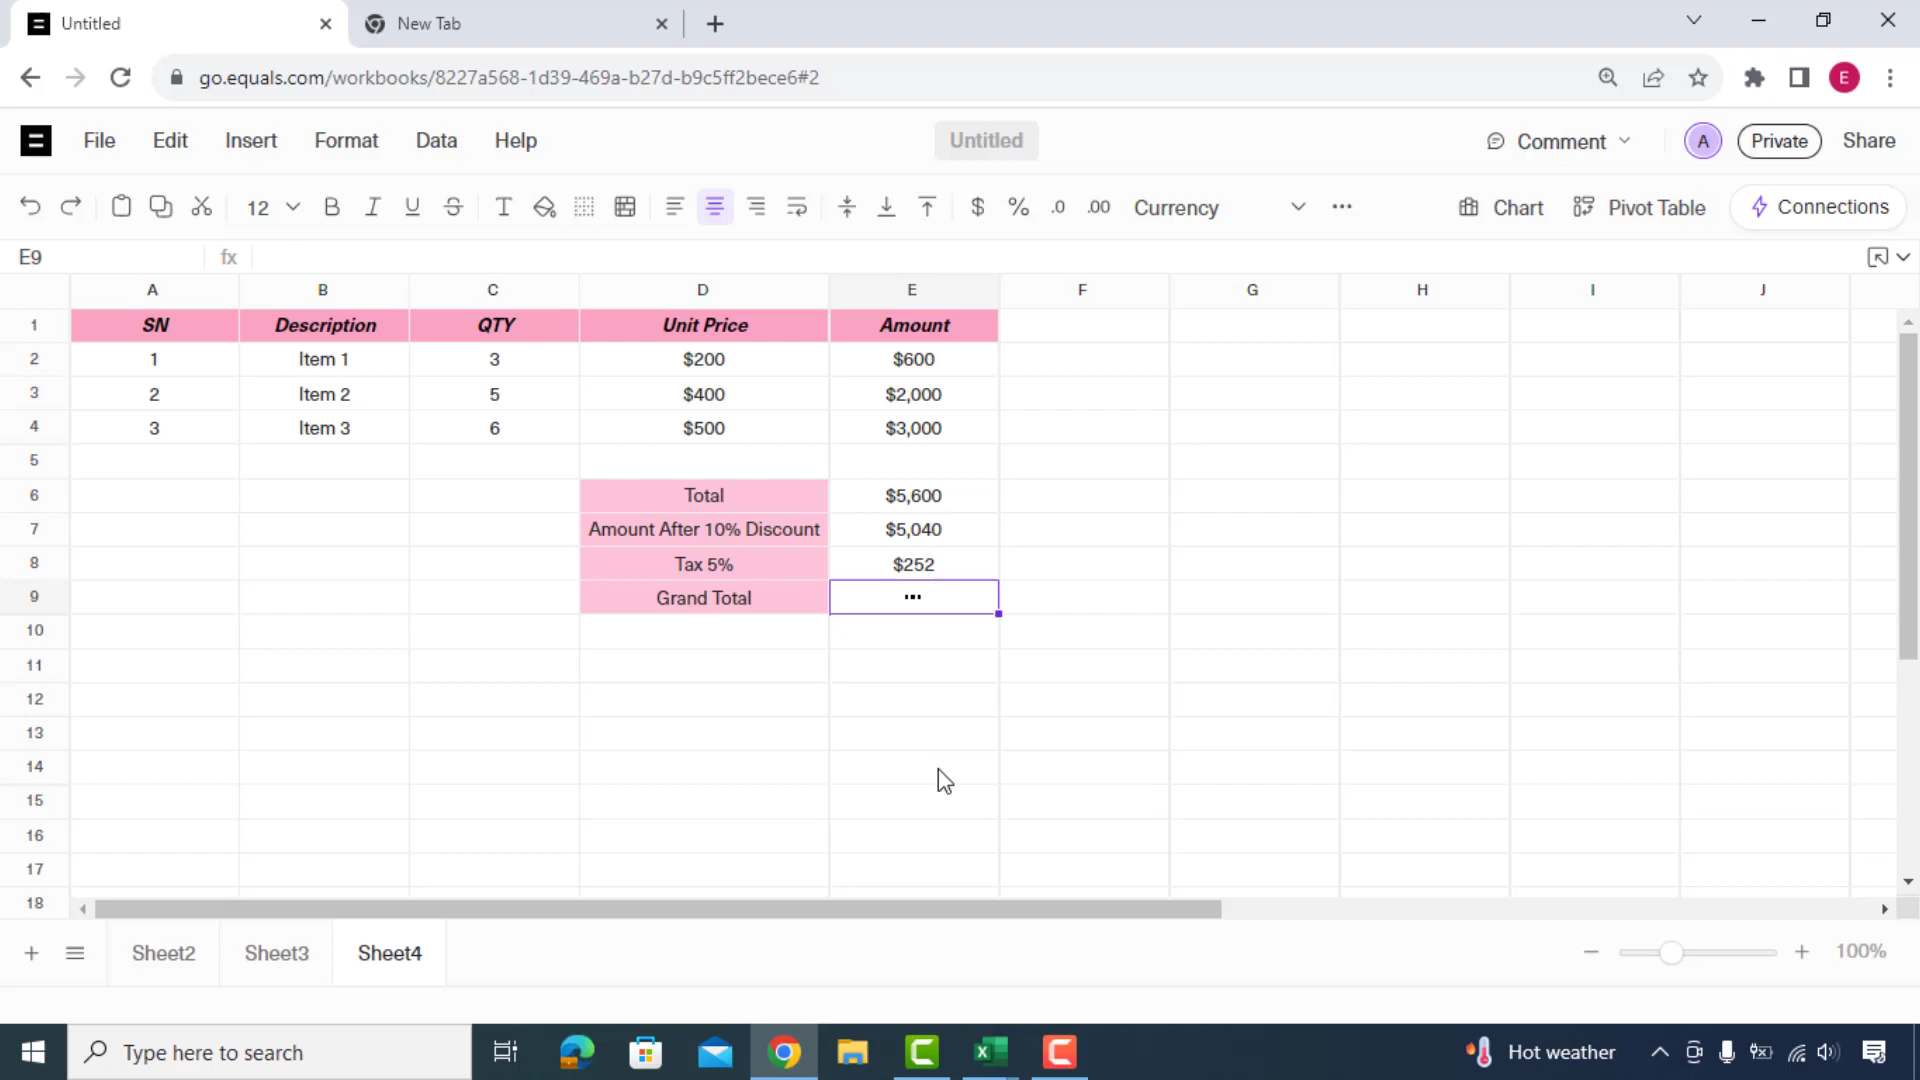 Untitled
New Tab
go.equals.com/workbooks/8227a568-1d39-469a-b27d-b9c5ff2bece6#2
E
File Edit Insert Format Data Help
Untitled
Comment
A
Private
Share
12 B I U S T $ % .0 .00 Currency ...
Chart
Pivot Table
Connections
E9 fx
A B C D E F G H I J
1 SN Description QTY Unit Price Amount
2 1 Item 1 3 $200 $600
3 2 Item 2 5 $400 $2,000
4 3 Item 3 6 $500 $3,000
5
6 Total $5,600
7 Amount After 10% Discount $5,040
8 Tax 5% $252
9 Grand Total ...
10
11
12
13
14
15
16
17
18
Sheet2 Sheet3 Sheet4
100%
Type here to search
Hot weather